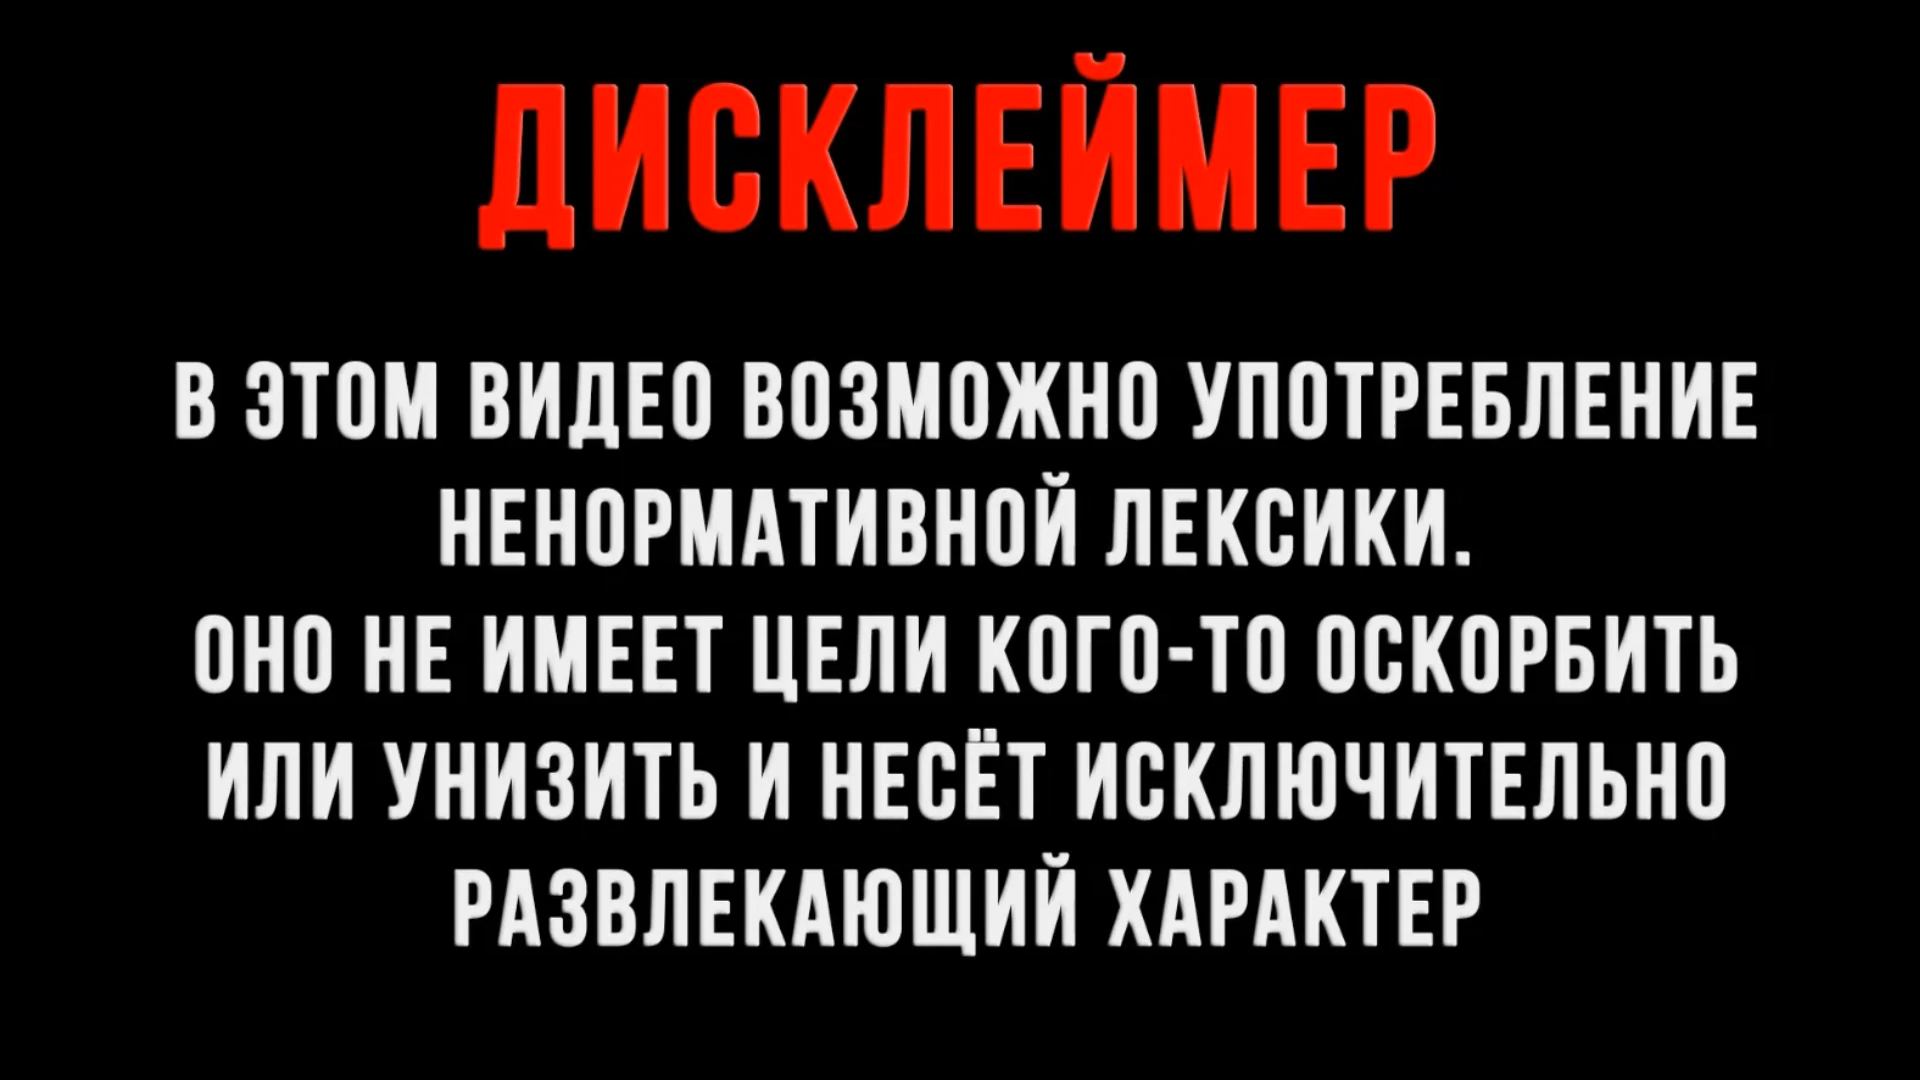 ДИСКЛЕЙМЕР
В ЭТОМ ВИДЕО ВОЗМОЖНО УПОТРЕБЛЕНИЕ
НЕНОРМАТИВНОЙ ЛЕКСИКИ.
ОНО НЕ ИМЕЕТ ЦЕЛИ КОГО-ТО ОСКОРБИТЬ
ИЛИ УНИЗИТЬ И НЕСЁТ ИСКЛЮЧИТЕЛЬНО
РАЗВЛЕКАЮЩИЙ ХАРАКТЕР